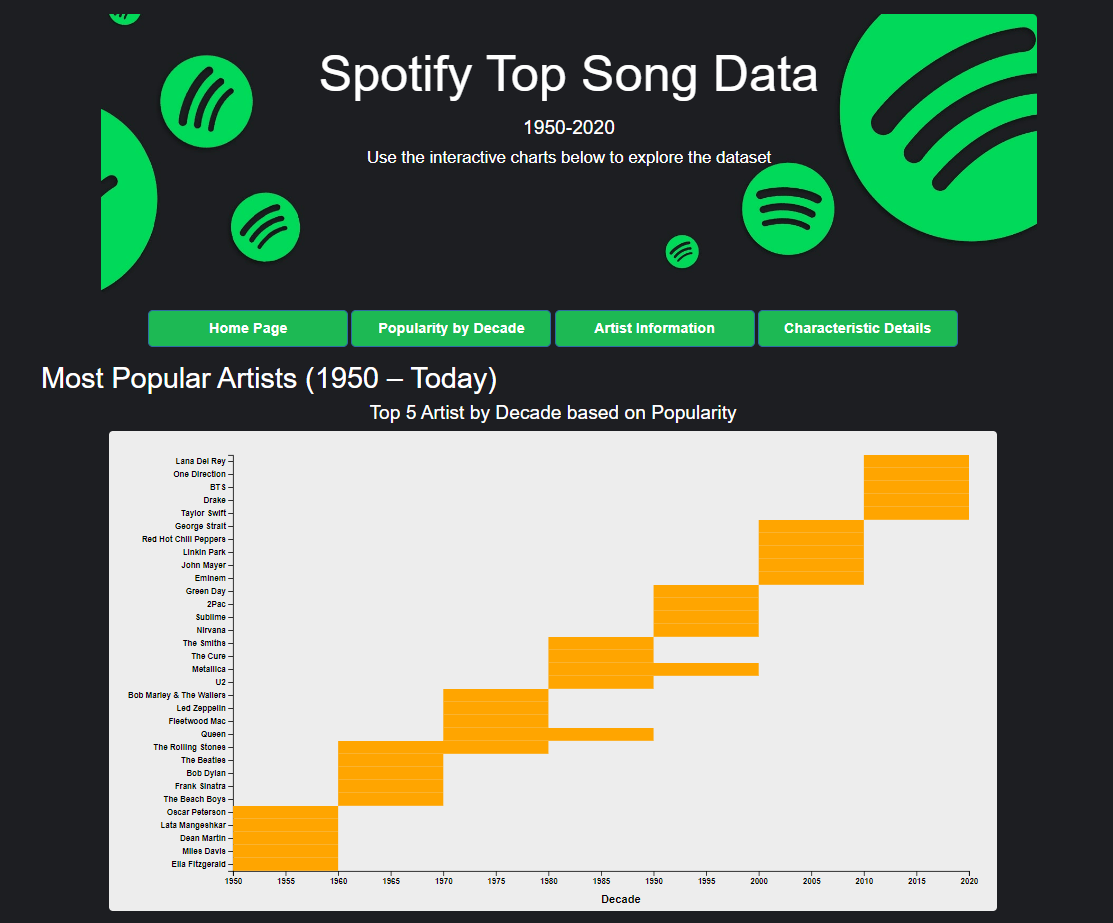 Spotify Top Song Data
1950-2020
Use the interactive charts below to explore the dataset
Home Page Popularity by Decade Artist Information Characteristic Details
Most Popular Artists (1950 – Today)
Top 5 Artist by Decade based on Popularity
Lana Del Rey
One Direction
BTS
Drake
Taylor Swift
George Strait
Red Hot Chili Peppers
Linkin Park
John Mayer
Eminem
Green Day
2Pac
Sublime
Nirvana
The Smiths
The Cure
Metallica
U2
Bob Marley & The Wailers
Led Zeppelin
Fleetwood Mac
Queen
The Rolling Stones
The Beatles
Bob Dylan
Frank Sinatra
The Beach Boys
Oscar Peterson
Lata Mangeshkar
Dean Martin
Miles Davis
Ella Fitzgerald
1950 1955 1960 1965 1970 1975 1980 1985 1990 1995 2000 2005 2010 2015 2020
Decade